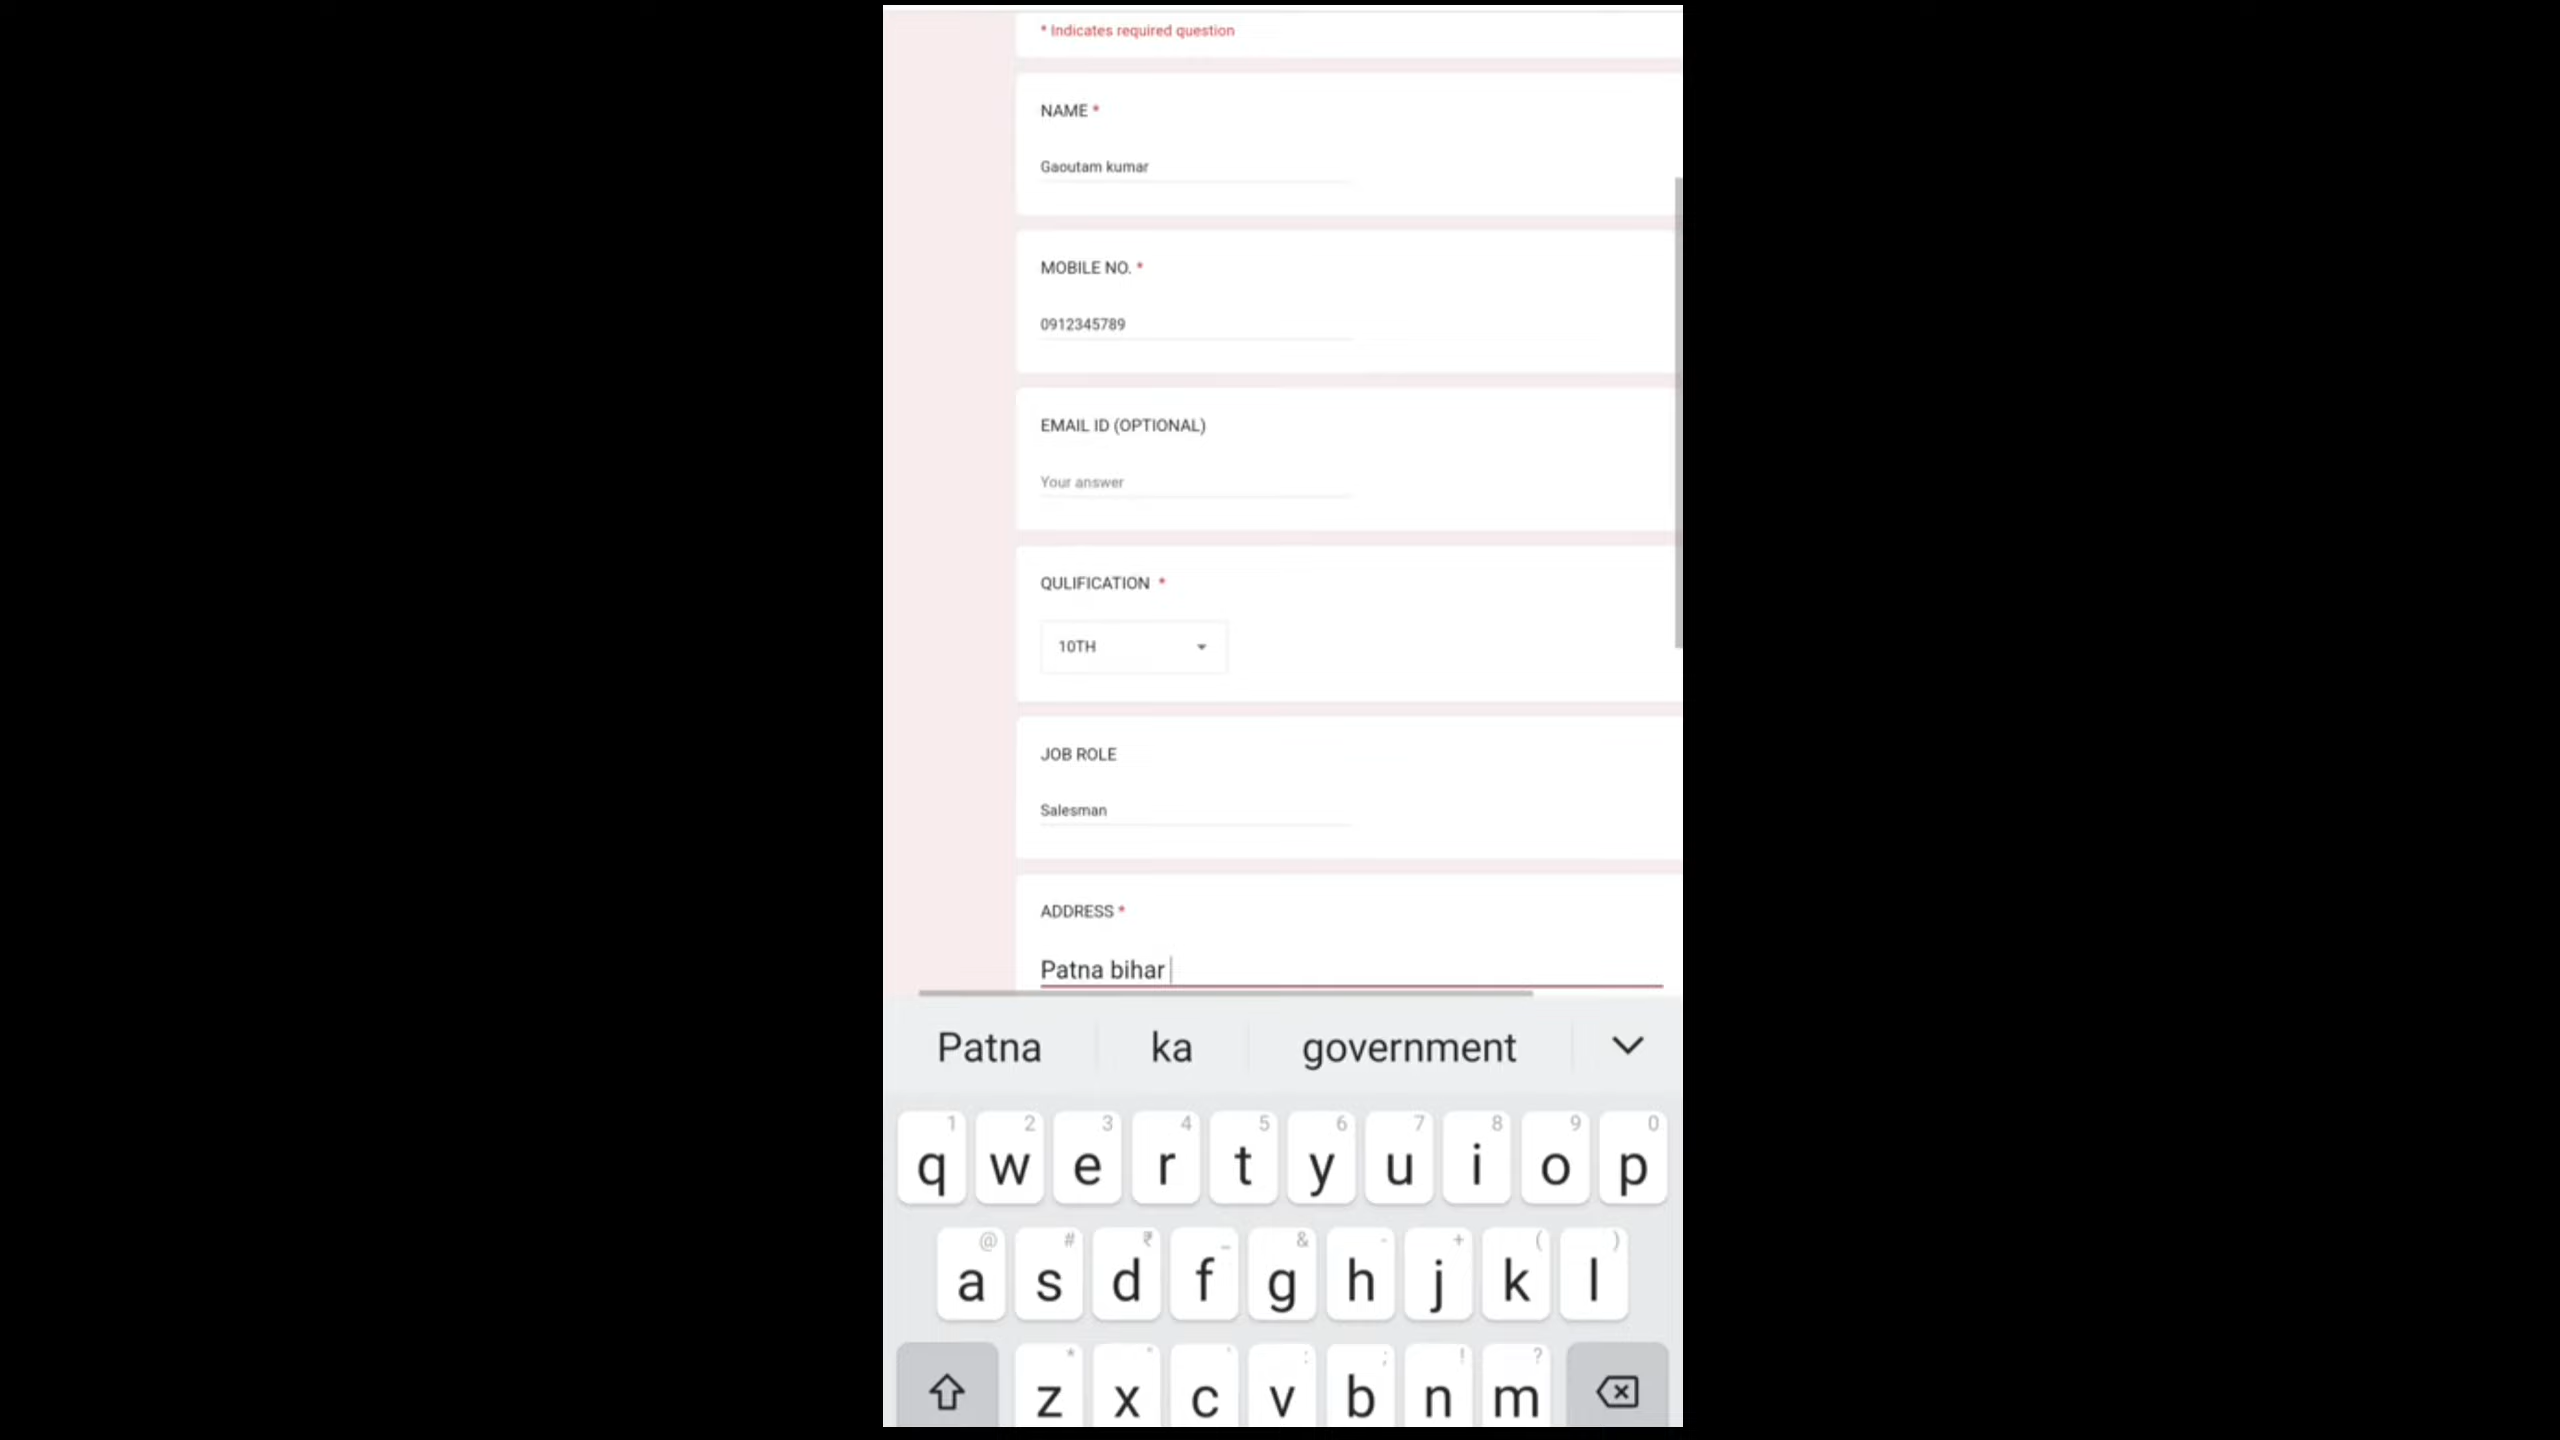 * Indicates required question
NAME *
Gaoutam kumar
MOBILE NO. *
0912345789
EMAIL ID (OPTIONAL)
Your answer
QULIFICATION *
10TH
JOB ROLE
Salesman
ADDRESS *
Patna bihar
Patna ka government
1 2 3 4 5 6 7 8 9 0
q w e r t y u i o p
@ # ₹ _ & - + ( )
a s d f g h j k l
* " ' : ; ! ?
z x c v b n m